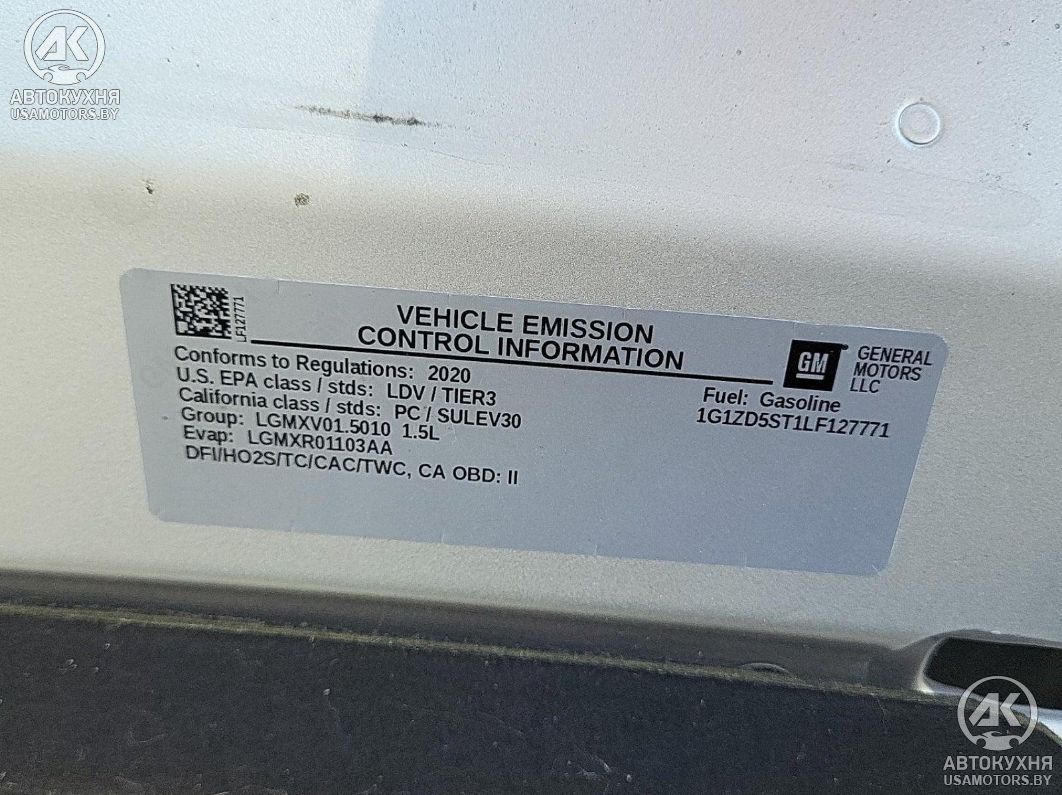 АК
АВТОКУХНЯ
USAMOTORS.BY
LF127771
VEHICLE EMISSION
CONTROL INFORMATION
Conforms to Regulations: 2020
U.S. EPA class / stds: LDV / TIER3
California class / stds: PC / SULEV30
Group: LGMXV01.5010 1.5L
Evap: LGMXR01103AA
DFI/HO2S/TC/CAC/TWC, CA OBD: II
GM
GENERAL
MOTORS
LLC
Fuel: Gasoline
1G1ZD5ST1LF127771
АК
АВТОКУХНЯ
USAMOTORS.BY